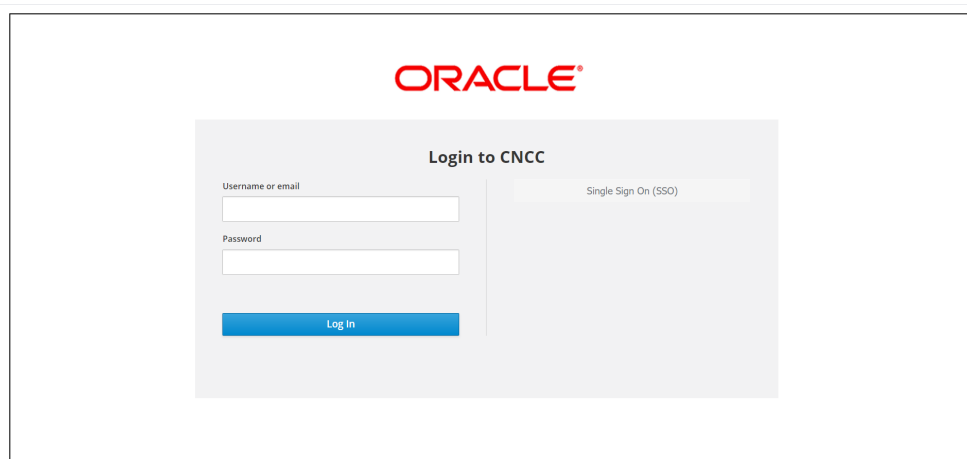 ORACLE®
Login to CNCC
Username or email
Password
Log In
Single Sign On (SSO)